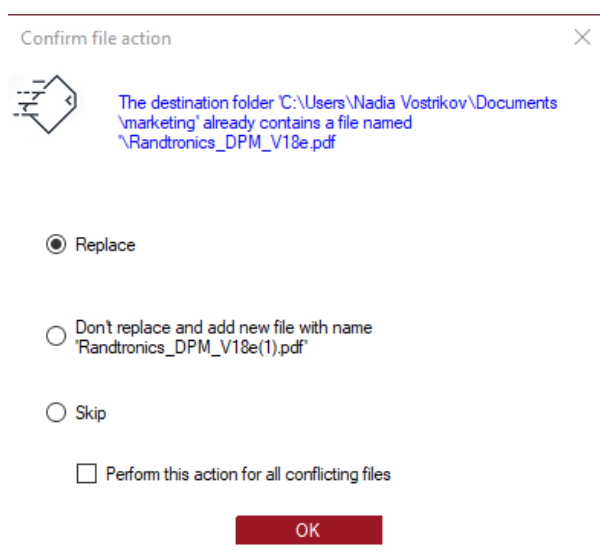 Confirm file action
The destination folder 'C:\Users\Nadia Vostrikov\Documents
\marketing' already contains a file named
'\Randtronics_DPM_V18e.pdf
Replace
Don't replace and add new file with name
'Randtronics_DPM_V18e(1).pdf'
Skip
Perform this action for all conflicting files
OK